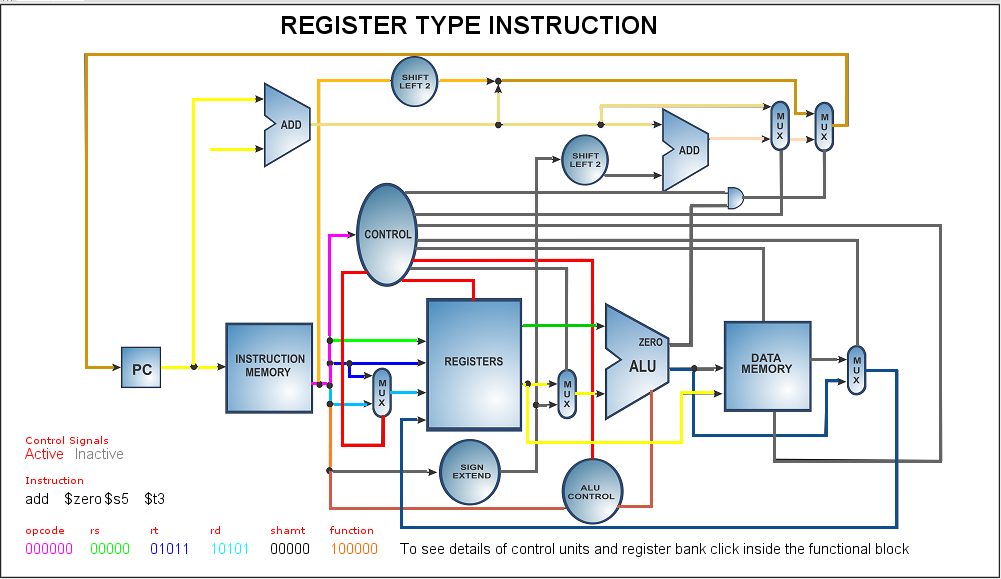 REGISTER TYPE INSTRUCTION
SHIFT
LEFT 2
ADD
M
U
X
M
U
X
SHIFT
LEFT 2
ADD
CONTROL
PC
INSTRUCTION
MEMORY
M
U
X
REGISTERS
M
U
X
ZERO
ALU
DATA
MEMORY
M
U
X
SIGN
EXTEND
ALU
CONTROL
Control Signals
Active Inactive
Instruction
add $zero $s5 $t3
opcode rs rt rd shamt function
000000 00000 01011 10101 00000 100000
To see details of control units and register bank click inside the functional block